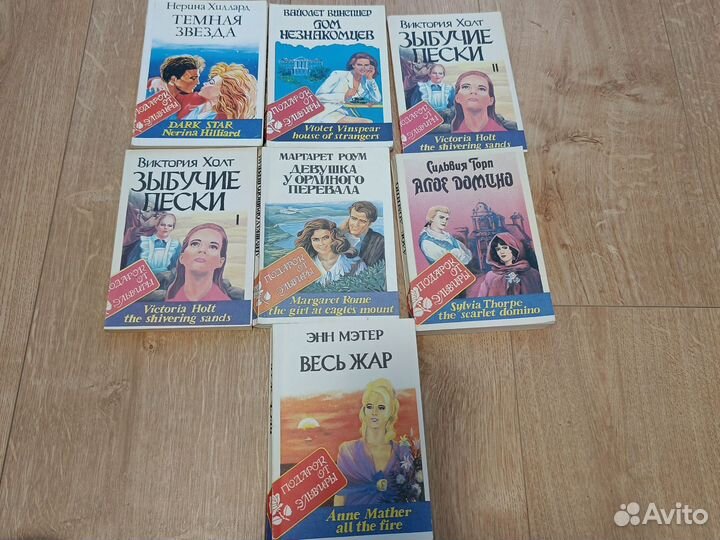 Нерина Хиллард
ТЕМНАЯ
ЗВЕЗДА
ПОДАРОК
ОТ
ЭЛЬВИРЫ
DARK STAR
Nerina Hilliard
ВАЙОЛЕТ ВИНСПИЕР
ДОМ
НЕЗНАКОМЦЕВ
ПОДАРОК
ОТ
ЭЛЬВИРЫ
Violet Vinspear
house of strangers
ВИКТОРИЯ ХОЛТ
ЗЫБУЧИЕ
ПЕСКИ
II
ПОДАРОК
ОТ
ЭЛЬВИРЫ
Victoria Holt
the shivering sands
ВИКТОРИЯ ХОЛТ
ЗЫБУЧИЕ
ПЕСКИ
I
ПОДАРОК
ОТ
ЭЛЬВИРЫ
Victoria Holt
the shivering sands
МАРГАРЕТ РОУМ
ДЕВУШКА
У ОРЛИНОГО
ПЕРЕВАЛА
ПОДАРОК
ОТ
ЭЛЬВИРЫ
Margaret Rome
the girl at eagles mount
Сильвия Торп
АЛОЕ ДОМИНО
ПОДАРОК
ОТ
ЭЛЬВИРЫ
Sylvia Thorpe
the scarlet domino
ЭНН МЭТЕР
ВЕСЬ ЖАР
ПОДАРОК
ОТ
ЭЛЬВИРЫ
Anne Mather
all the fire
Avito